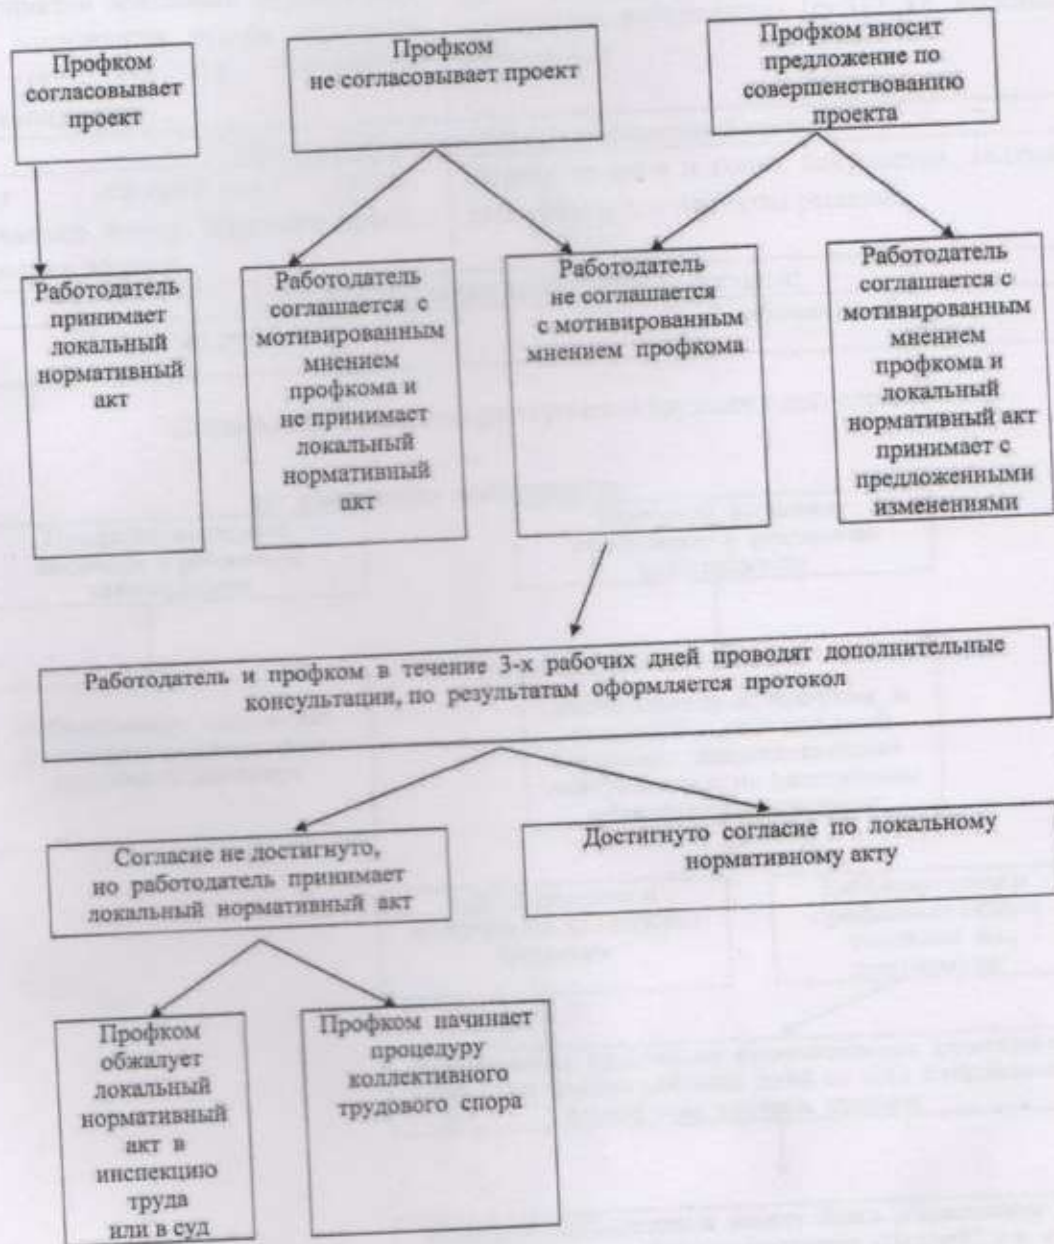 Профком
согласовывает
проект
Профком
не согласовывает проект
Профком вносит
предложение по
совершенствованию
проекта
Работодатель
принимает
локальный
нормативный
акт
Работодатель
соглашается с
мотивированным
мнением
профкома и
не принимает
локальный
нормативный
акт
Работодатель
не соглашается
с мотивированным
мнением профкома
Работодатель
соглашается с
мотивированным
мнением
профкома и
локальный
нормативный акт
принимает с
предложенными
изменениями
Работодатель и профком в течение 3-х рабочих дней проводят дополнительные
консультации, по результатам оформляется протокол
Согласие не достигнуто,
но работодатель принимает
локальный нормативный акт
Достигнуто согласие по локальному
нормативному акту
Профком
обжалует
локальный
нормативный
акт в
инспекцию
труда
или в суд
Профком начинает
процедуру
коллективного
трудового спора